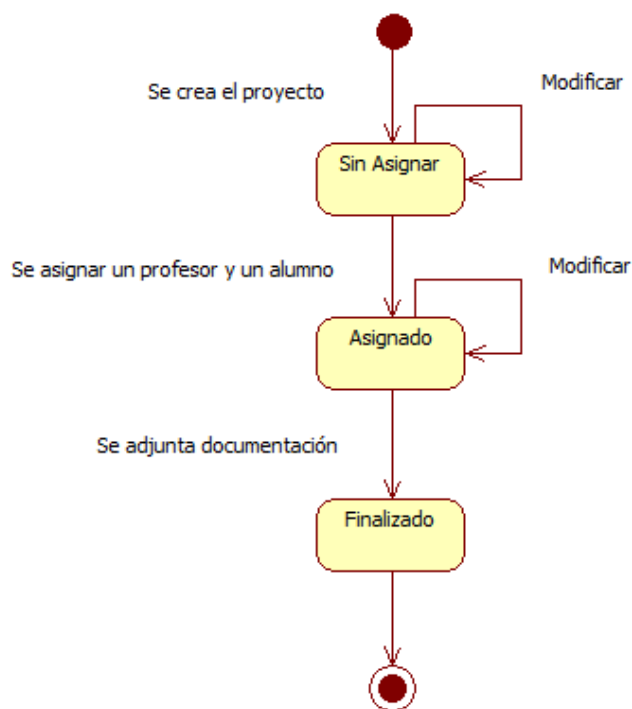 Modificar
Se crea el proyecto
Sin Asignar
Modificar
Se asignar un profesor y un alumno
Asignado
Se adjunta documentación
Finalizado